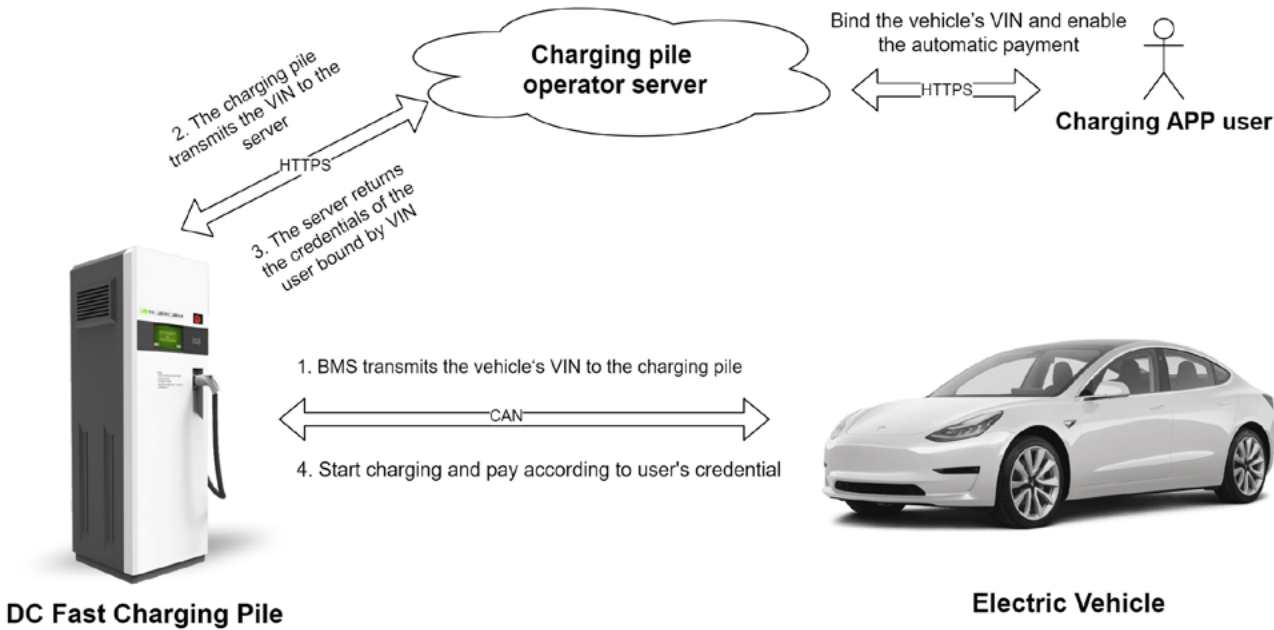 Charging pile
operator server
Bind the vehicle's VIN and enable
the automatic payment
HTTPS
Charging APP user
2. The charging pile
transmits the VIN to the
server
HTTPS
3. The server returns
the credentials of the
user bound by VIN
1. BMS transmits the vehicle‘s VIN to the charging pile
CAN
4. Start charging and pay according to user's credential
DC Fast Charging Pile
Electric Vehicle